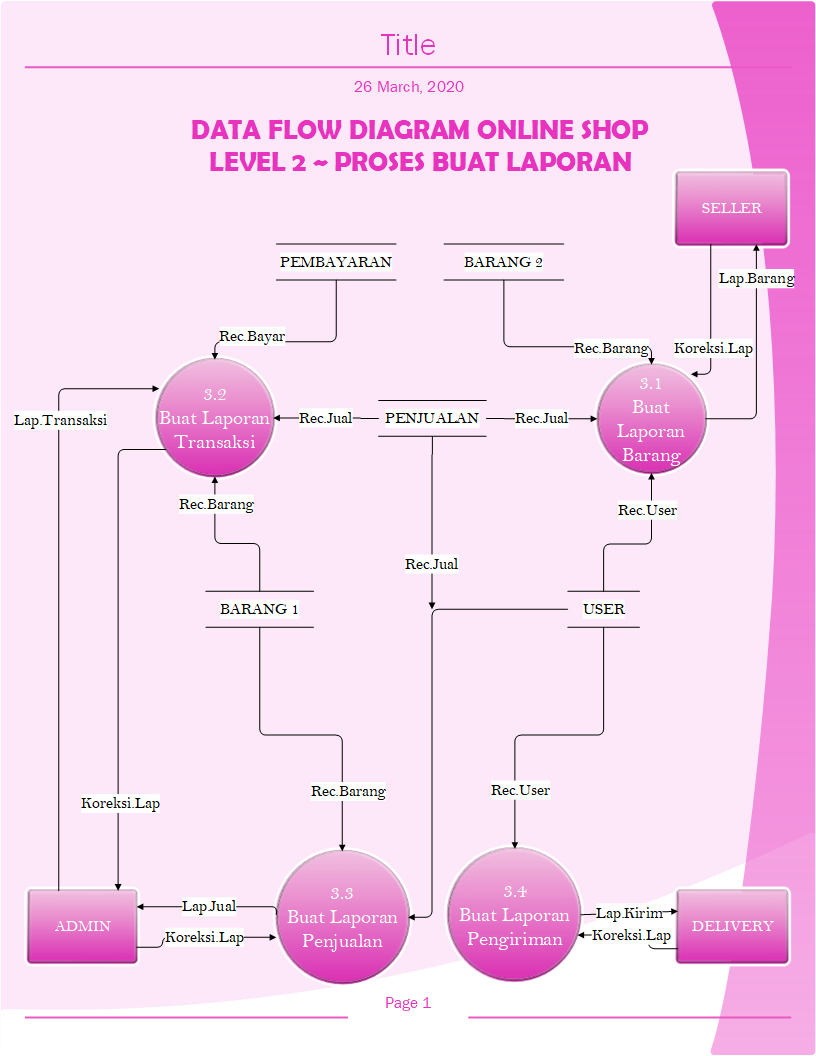 Title
26 March, 2020
DATA FLOW DIAGRAM ONLINE SHOP
LEVEL 2 ~ PROSES BUAT LAPORAN
SELLER
PEMBAYARAN
BARANG 2
Lap.Barang
Rec.Bayar
Rec.Barang
Koreksi.Lap
3.2
Buat Laporan
Transaksi
3.1
Buat
Laporan
Barang
Lap.Transaksi
Rec.Jual
PENJUALAN
Rec.Jual
Rec.Barang
Rec.User
Rec.Jual
BARANG 1
USER
Rec.Barang
Rec.User
Koreksi.Lap
3.3
Buat Laporan
Penjualan
3.4
Buat Laporan
Pengiriman
ADMIN
Lap.Jual
Koreksi.Lap
Lap.Kirim
Koreksi.Lap
DELIVERY
Page 1